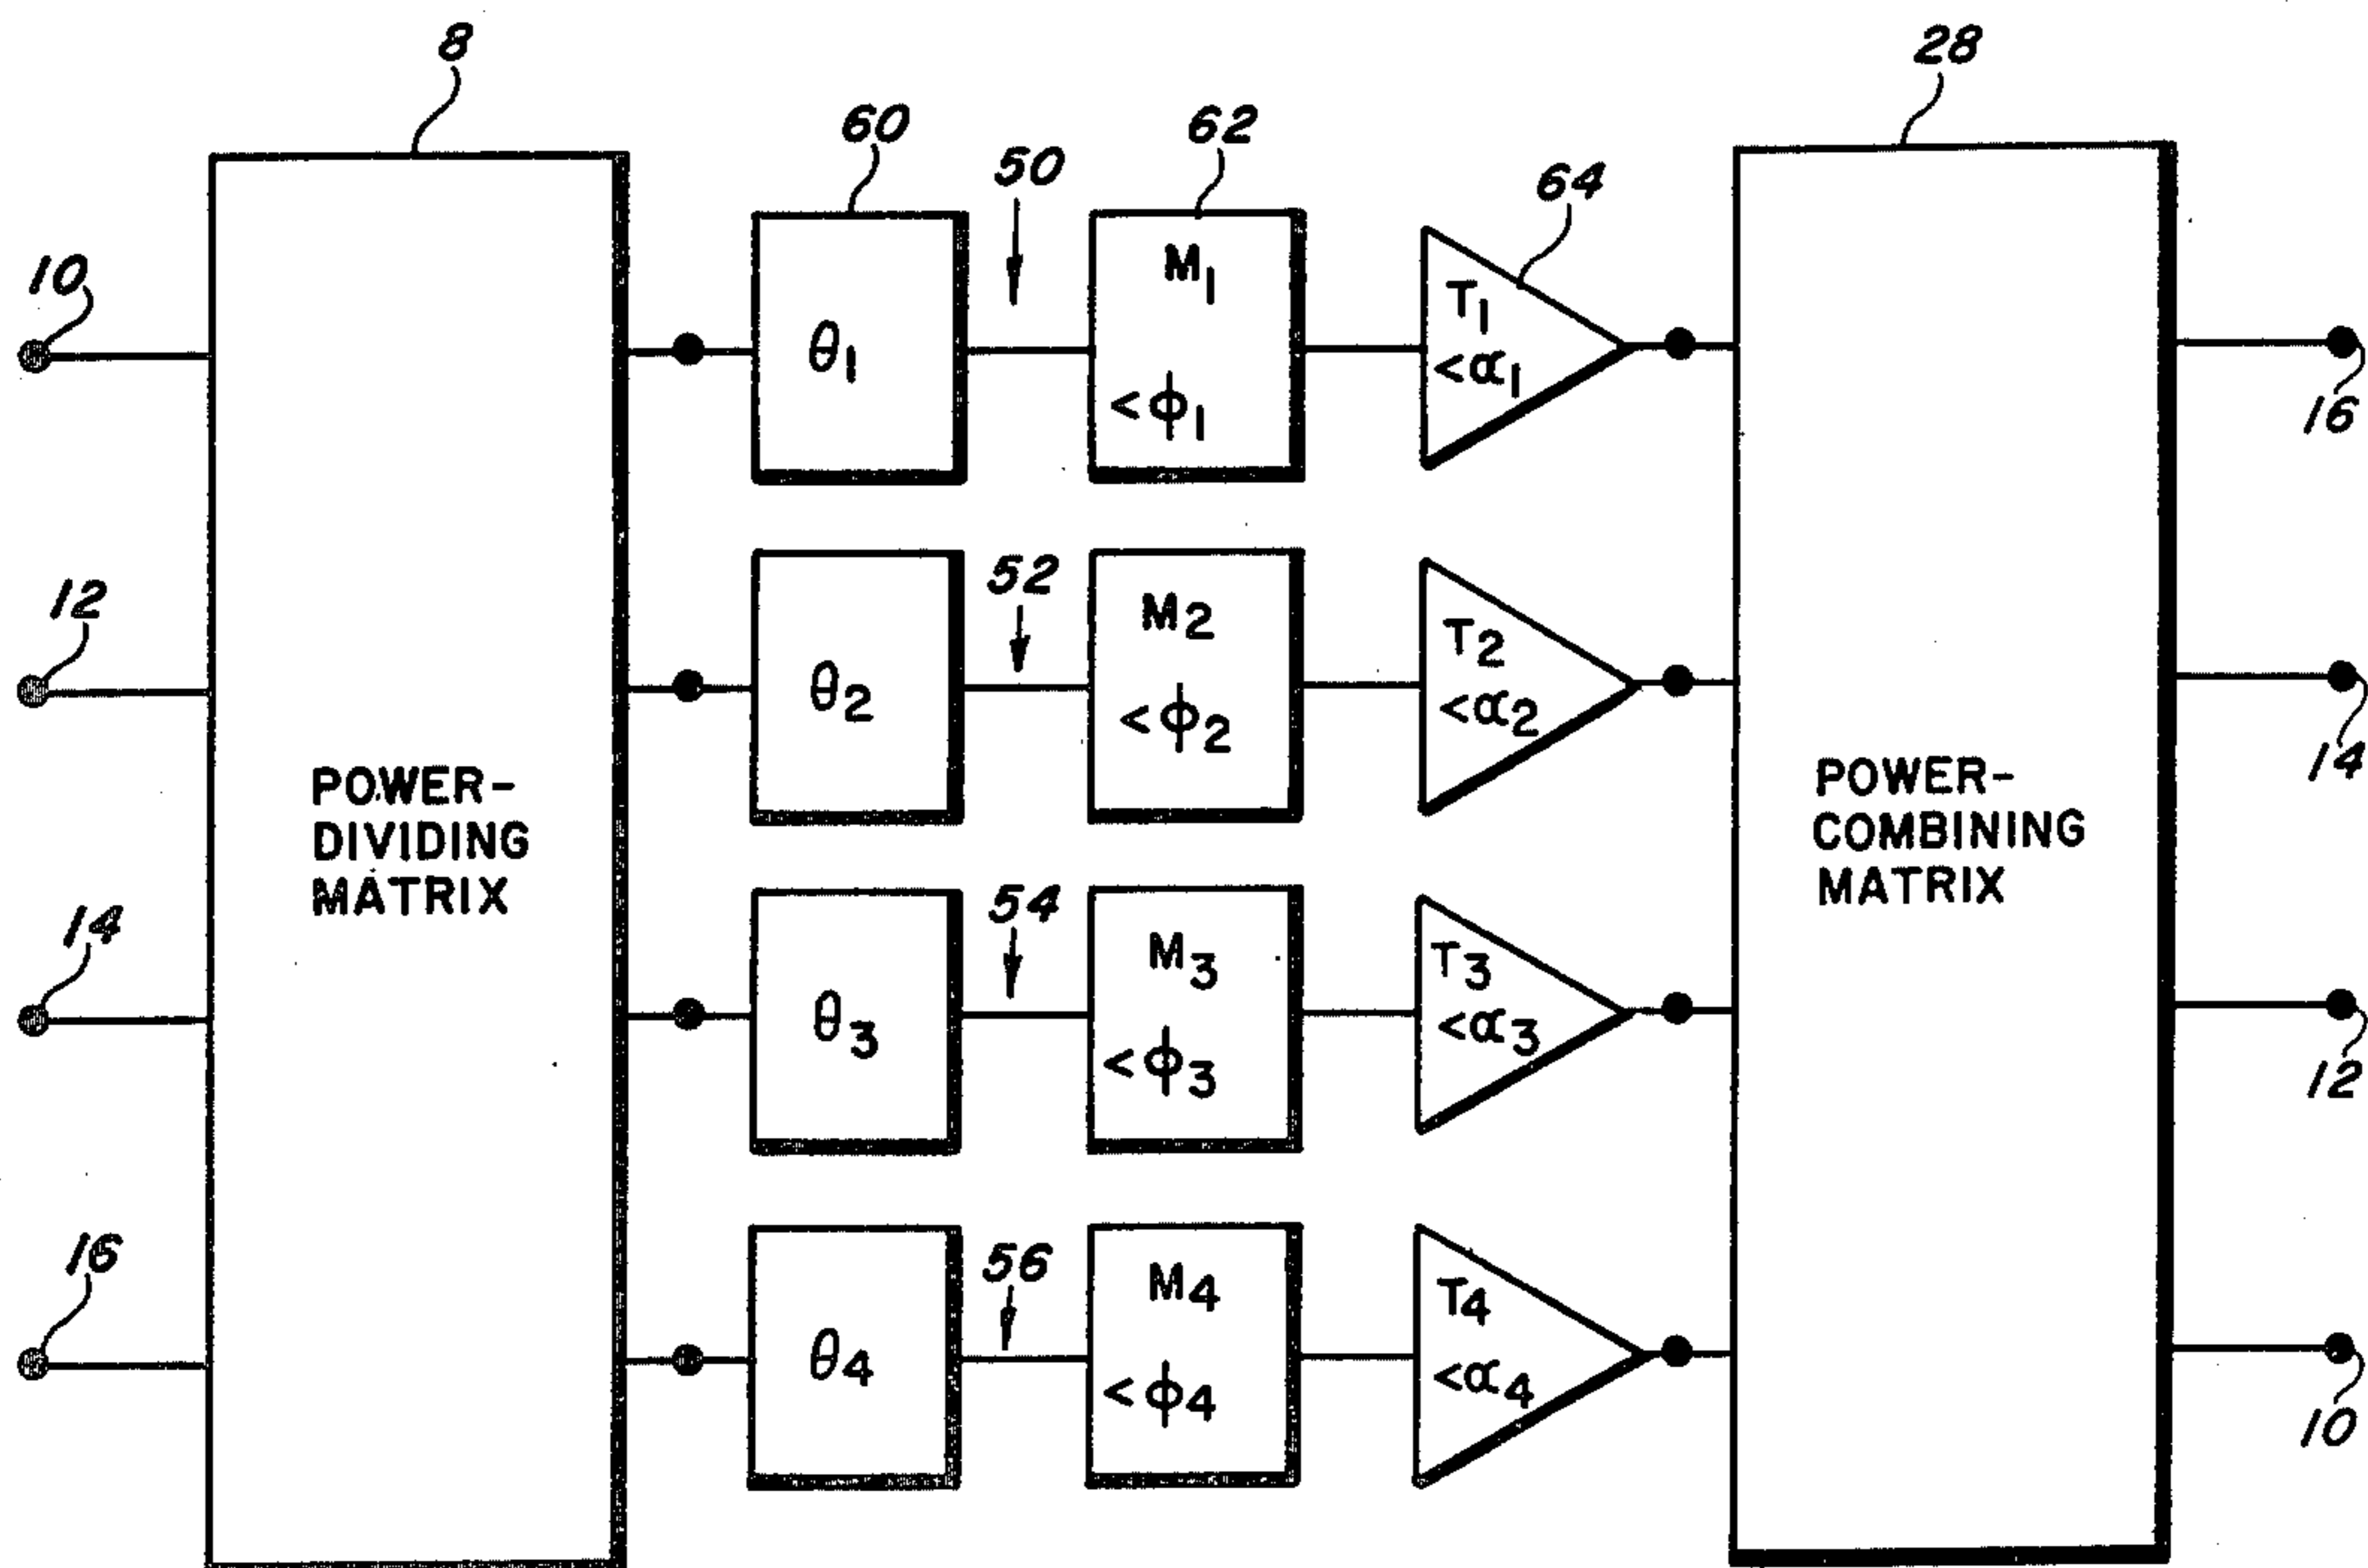 8
28
60
50
62
64
10
θ1
M1
<ϕ1
T1
<α1
16
12
52
θ2
M2
<ϕ2
T2
<α2
14
POWER-
DIVIDING
MATRIX
POWER-
COMBINING
MATRIX
14
54
θ3
M3
<ϕ3
T3
<α3
12
16
56
θ4
M4
<ϕ4
T4
<α4
10